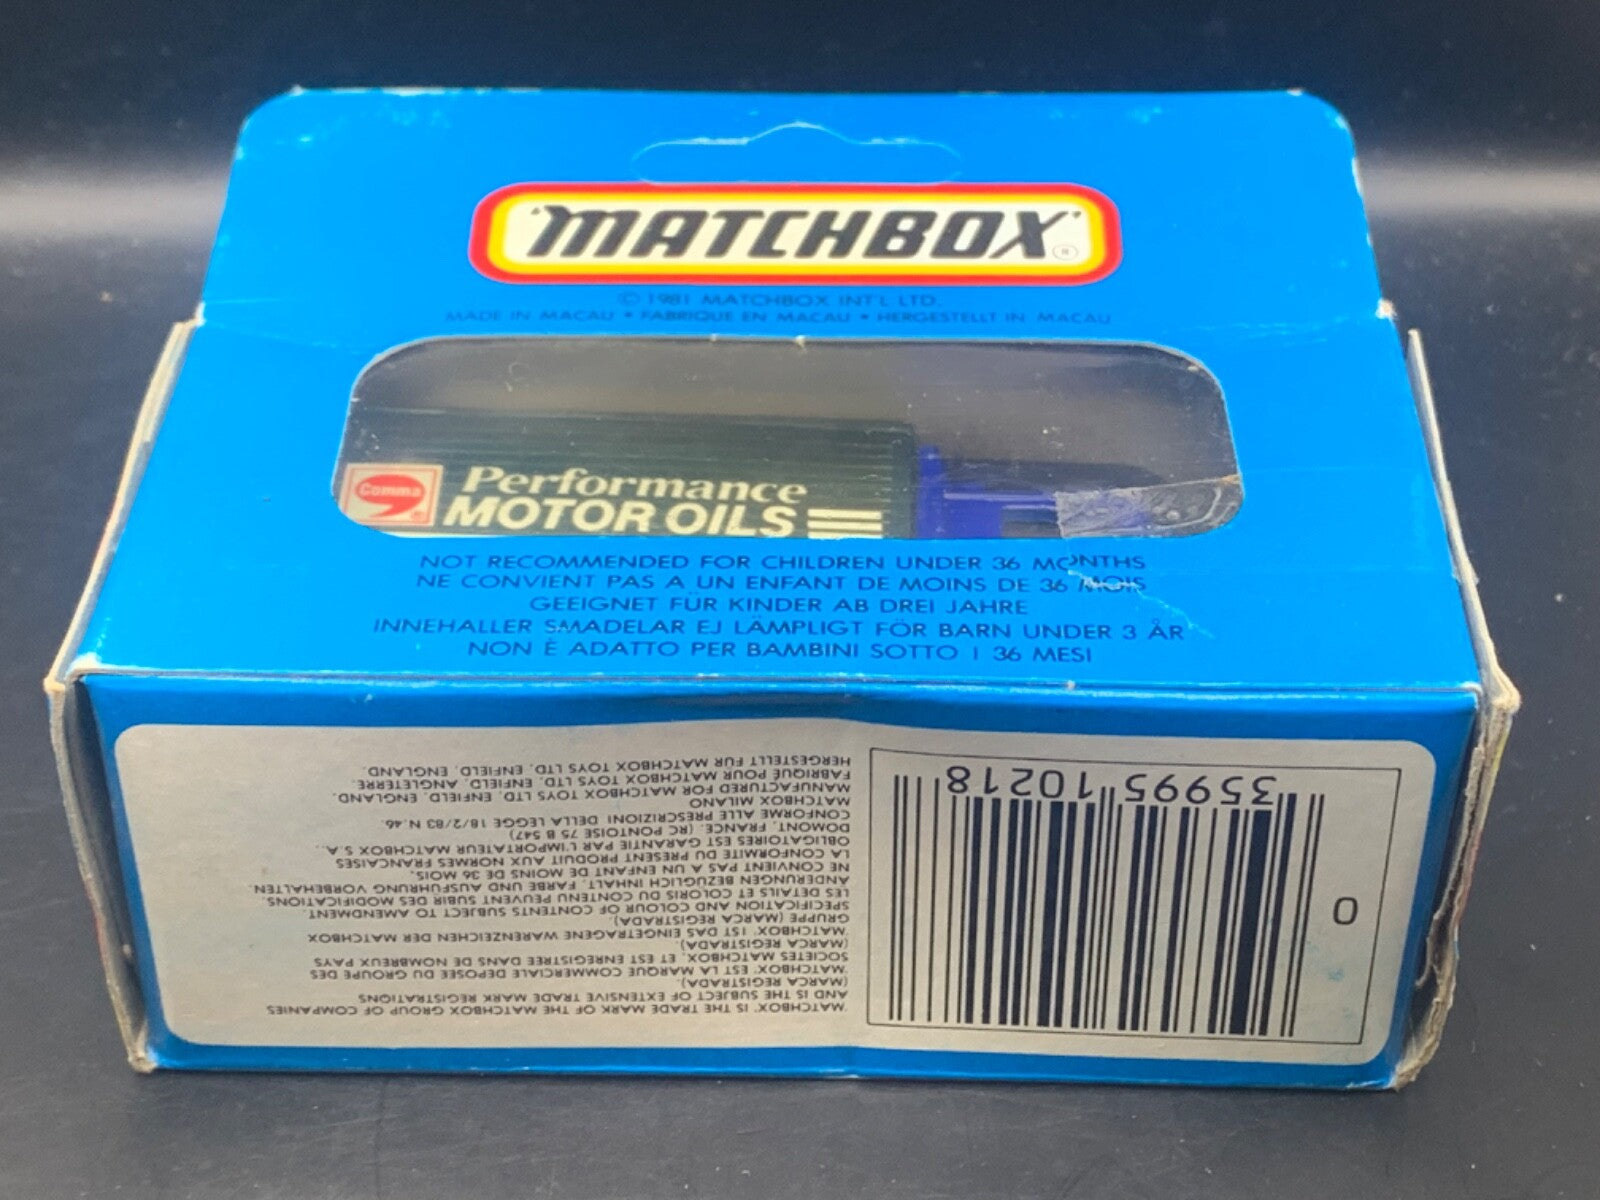 'MATCHBOX'®
© 1981 MATCHBOX INT'L LTD.
MADE IN MACAU • FABRIQUE EN MACAU • HERGESTELLT IN MACAU
Comma®
Performance
MOTOR OILS
NOT RECOMMENDED FOR CHILDREN UNDER 36 MONTHS
NE CONVIENT PAS A UN ENFANT DE MOINS DE 36 MOIS
GEEIGNET FÜR KINDER AB DREI JAHRE
INNEHALLER SMADELAR EJ LÄMPLIGT FÖR BARN UNDER 3 ÅR
NON È ADATTO PER BAMBINI SOTTO I 36 MESI
'MATCHBOX' IS THE TRADE MARK OF THE MATCHBOX GROUP OF COMPANIES
AND IS THE SUBJECT OF EXTENSIVE TRADE MARK REGISTRATIONS
(MARCA REGISTRADA).
'MATCHBOX' EST LA MARQUE COMMERCIALE DEPOSÉE DU GROUPE DES
SOCIETES MATCHBOX, ET EST ENREGISTREE DANS DE NOMBREUX PAYS
(MARCA REGISTRADA).
'MATCHBOX' IST DAS EINGETRAGENE WARENZEICHEN DER MATCHBOX
GRUPPE (MARCA REGISTRADA).
SPECIFICATION AND COLOUR OF CONTENTS SUBJECT TO AMENDMENT.
LES DETAILS ET COLORIS DU CONTENU PEUVENT SUBIR DES MODIFICATIONS.
ÄNDERUNGEN BEZÜGLICH INHALT, FARBE UND AUSFÜHRUNG VORBEHALTEN.
NE CONVIENT PAS A UN ENFANT DE MOINS DE 36 MOIS.
LA CONFORMITE DU PRESENT PRODUIT AUX NORMES FRANCAISES
OBLIGATOIRES EST GARANTIE PAR L'IMPORTATEUR MATCHBOX S.A.,
DOMONT, FRANCE. (RC PONTOISE 75 B 547)
CONFORME ALLE PRESCRIZIONI DELLA LEGGE 18/2/83 N.46.
MATCHBOX MILANO
MANUFACTURED FOR MATCHBOX TOYS LTD. ENFIELD, ENGLAND.
FABRIQUÉ POUR MATCHBOX TOYS LTD. ENFIELD, ANGLETERRE.
HERGESTELLT FÜR MATCHBOX TOYS LTD. ENFIELD, ENGLAND.
0
35995 10218